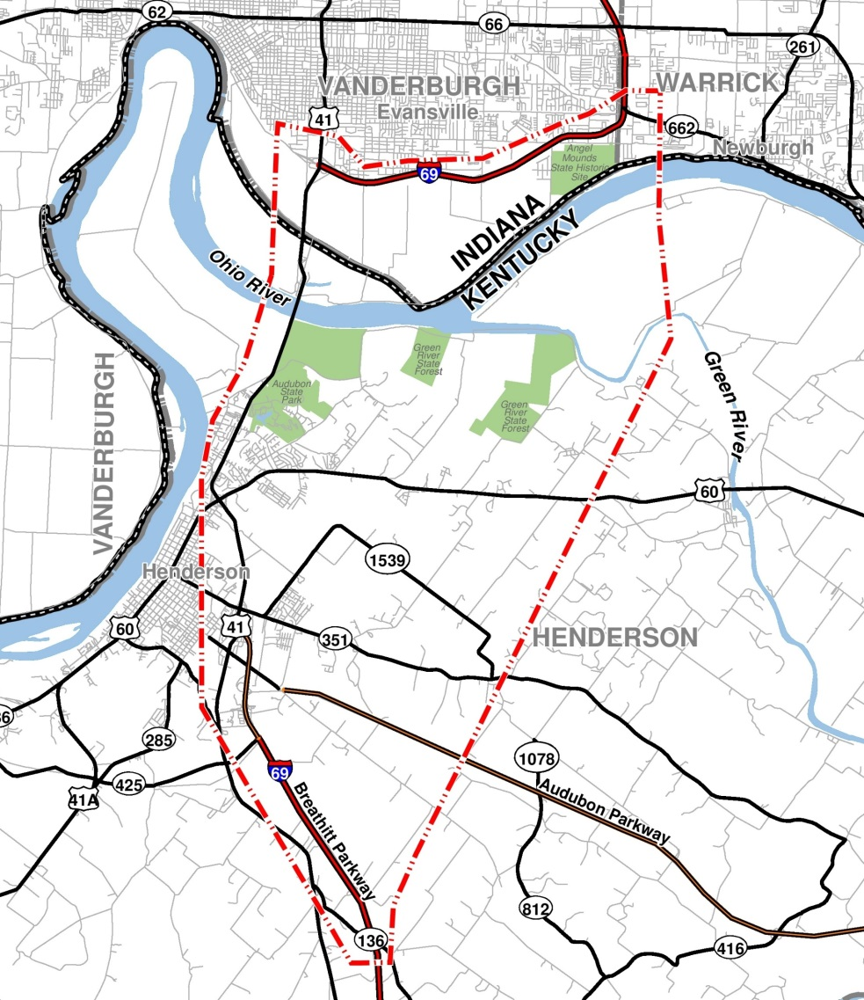 62
66
261
VANDERBURGH
Evansville
WARRICK
41
662
Newburgh
Angel
Mounds
State Historic
Site
69
INDIANA
KENTUCKY
Ohio River
Green
River
State
Forest
Audubon
State
Park
Green
River
State
Forest
Green River
VANDERBURGH
60
1539
Henderson
60
41
351
HENDERSON
36
285
1078
69
425
41A
Breathitt Parkway
Audubon Parkway
812
136
416